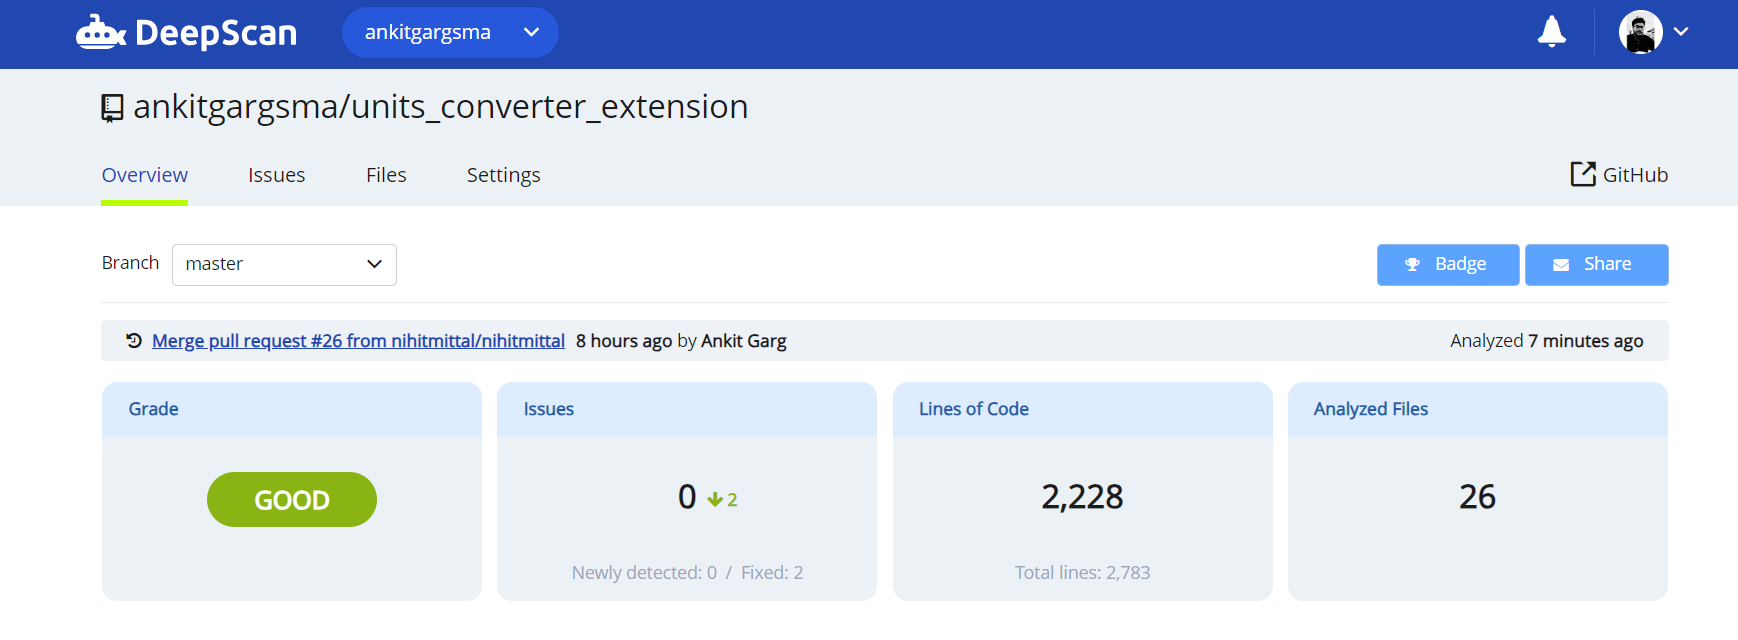 DeepScan
ankitgargsma
ankitgargsma/units_converter_extension
Overview Issues Files Settings GitHub
Branch master Badge Share
Merge pull request #26 from nihitmittal/nihitmittal 8 hours ago by Ankit Garg Analyzed 7 minutes ago
Grade Issues Lines of Code Analyzed Files
GOOD 0 2 2,228 26
Newly detected: 0 / Fixed: 2 Total lines: 2,783